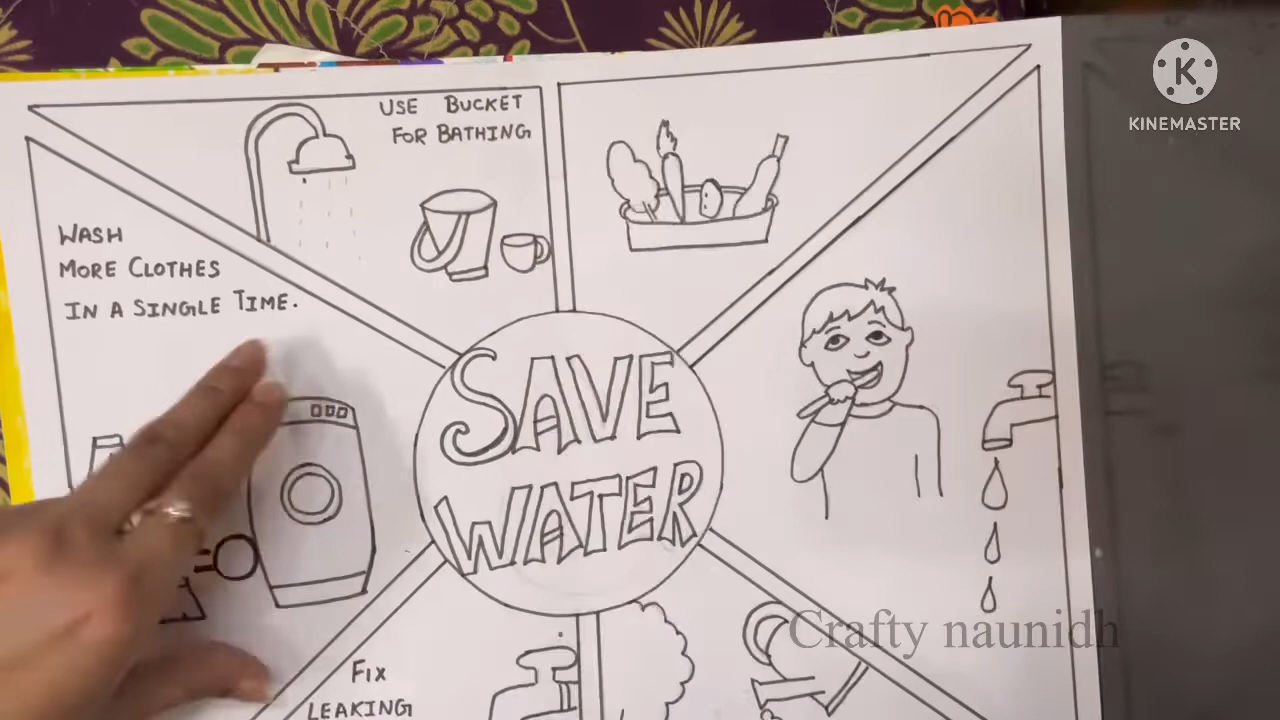 USE BUCKET
FOR BATHING
WASH
MORE CLOTHES
IN A SINGLE TIME.
SAVE
WATER
FIX
LEAKING
KINEMASTER
Crafty naunidh